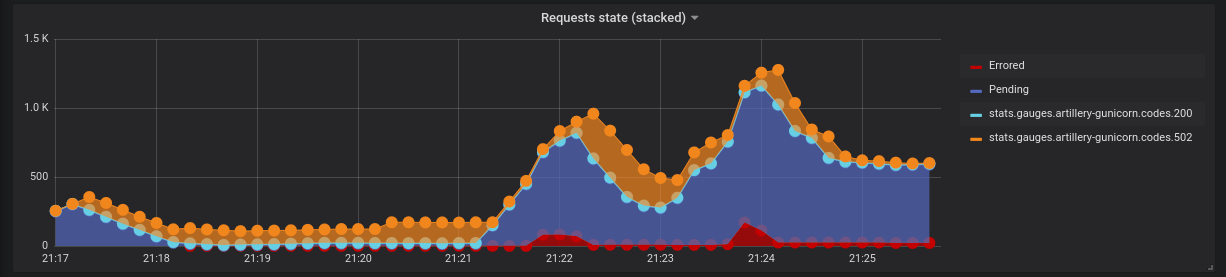 Requests state (stacked)
1.5 K
1.0 K
500
0
21:17 21:18 21:19 21:20 21:21 21:22 21:23 21:24 21:25
Errored
Pending
stats.gauges.artillery-gunicorn.codes.200
stats.gauges.artillery-gunicorn.codes.502